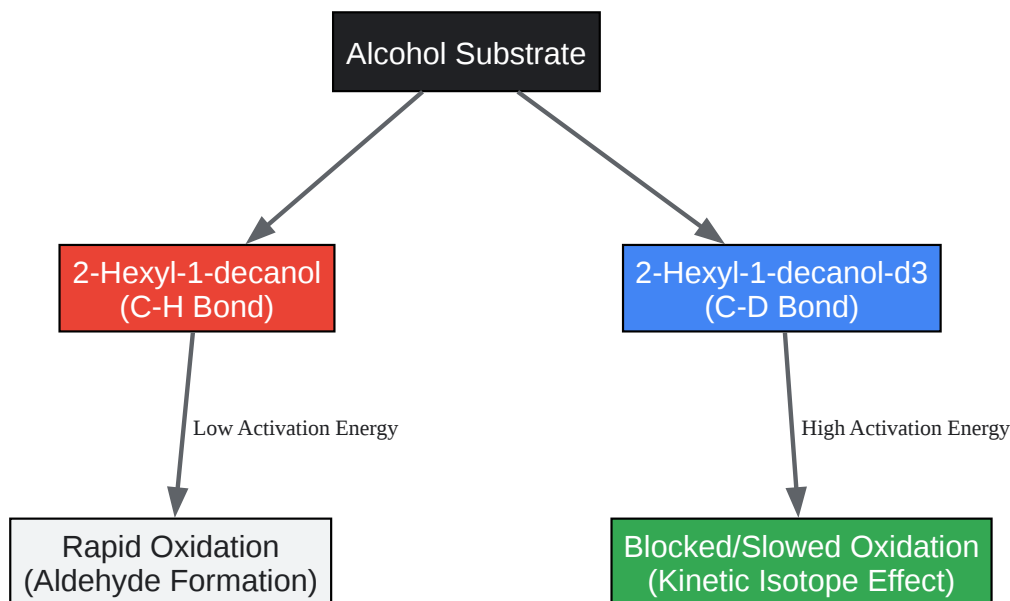 Alcohol Substrate
2-Hexyl-1-decanol
(C-H Bond)
2-Hexyl-1-decanol-d3
(C-D Bond)
Low Activation Energy
High Activation Energy
Rapid Oxidation
(Aldehyde Formation)
Blocked/Slowed Oxidation
(Kinetic Isotope Effect)